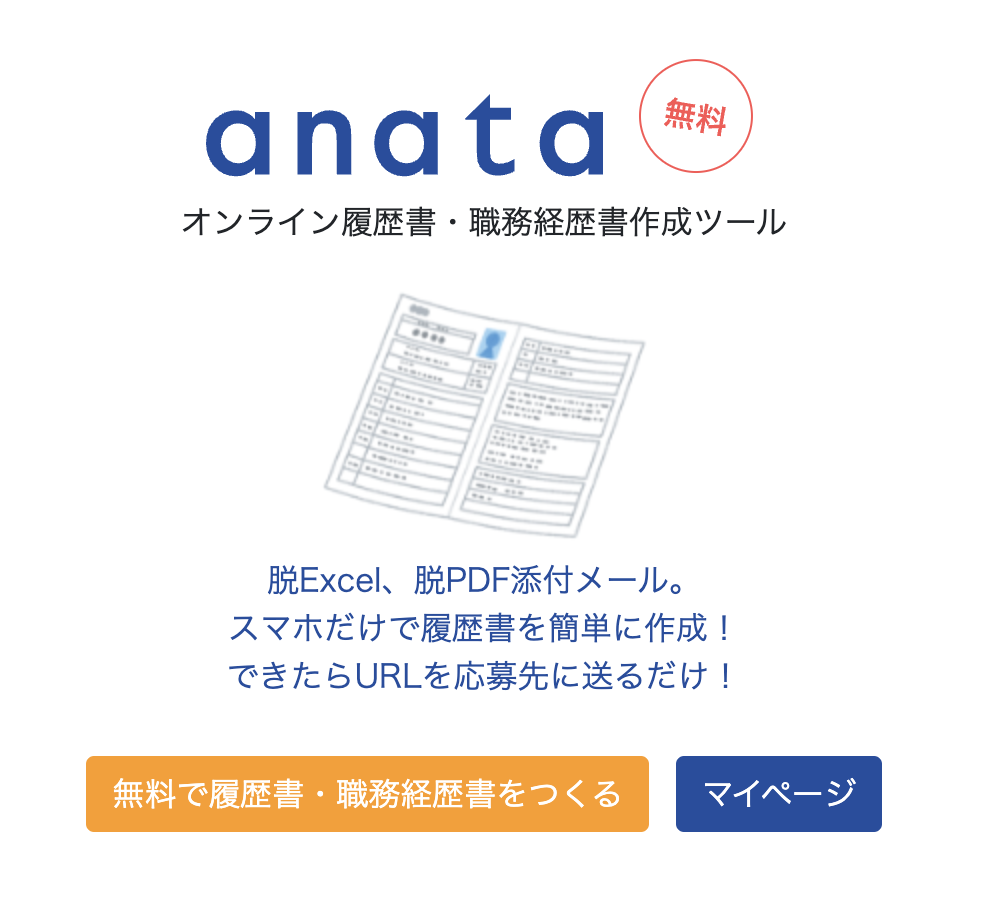 anata
無料
オンライン履歴書・職務経歴書作成ツール
脱Excel、脱PDF添付メール。
スマホだけで履歴書を簡単に作成！
できたらURLを応募先に送るだけ！
無料で履歴書・職務経歴書をつくる
マイページ